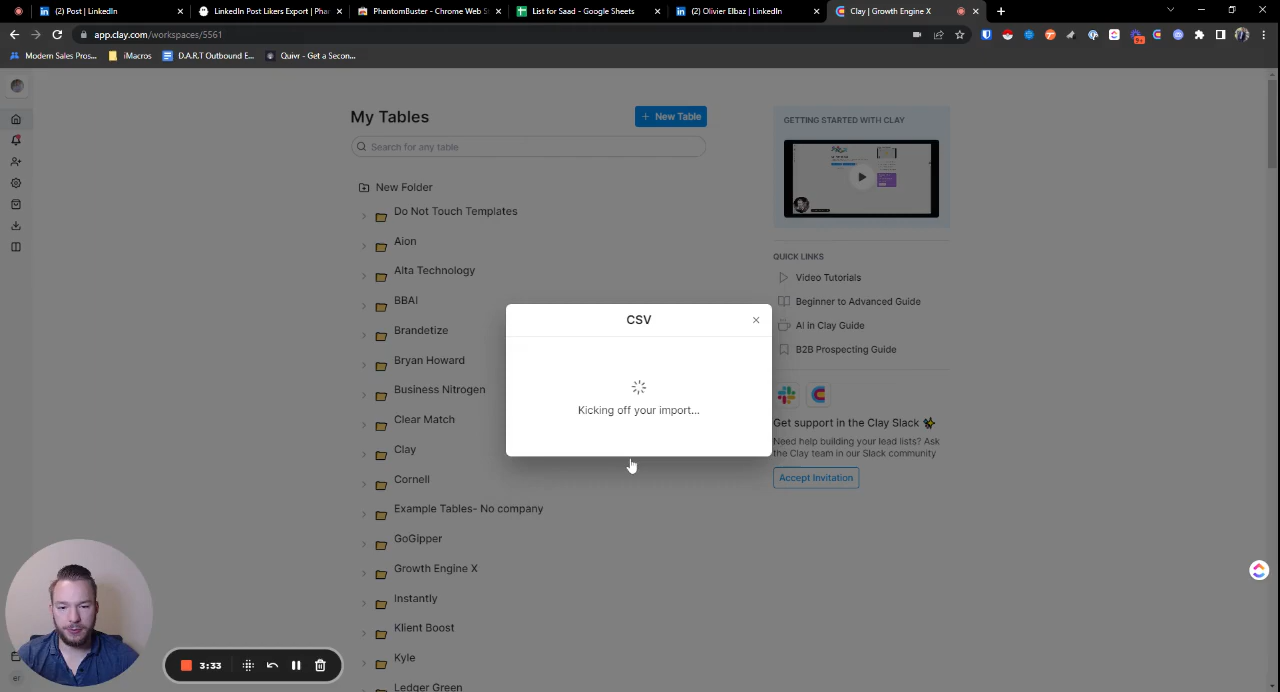 (2) Post | LinkedIn
LinkedIn Post Likers Export | Phan
PhantomBuster - Chrome Web S
List for Saad - Google Sheets
(2) Olivier Elbaz | LinkedIn
Clay | Growth Engine X
app.clay.com/workspaces/5561
Modern Sales Pros...
iMacros
D.A.R.T Outbound E...
Quivr - Get a Secon...
My Tables
+ New Table
Search for any table
New Folder
Do Not Touch Templates
Aion
Alta Technology
BBAI
Brandetize
Bryan Howard
Business Nitrogen
Clear Match
Clay
Cornell
Example Tables- No company
GoGipper
Growth Engine X
Instantly
Klient Boost
Kyle
Ledger Green
GETTING STARTED WITH CLAY
QUICK LINKS
Video Tutorials
Beginner to Advanced Guide
AI in Clay Guide
B2B Prospecting Guide
Get support in the Clay Slack
Need help building your lead lists? Ask
the Clay team in our Slack community
Accept Invitation
CSV
Kicking off your import...
3:33